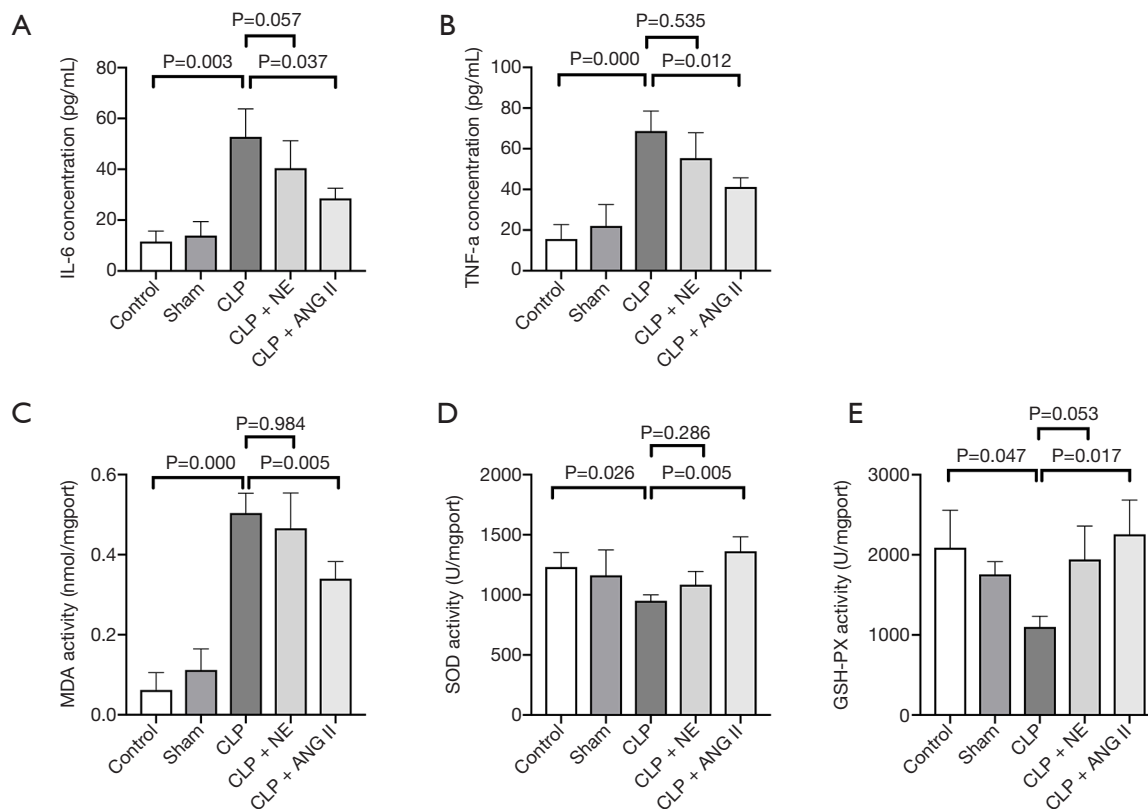 A
P=0.057
P=0.003
P=0.037
IL-6 concentration (pg/mL)
80
60
40
20
0
Control
Sham
CLP
CLP + NE
CLP + ANG II
B
P=0.535
P=0.000
P=0.012
TNF-a concentration (pg/mL)
100
80
60
40
20
0
Control
Sham
CLP
CLP + NE
CLP + ANG II
C
P=0.984
P=0.000
P=0.005
MDA activity (nmol/mgport)
0.6
0.4
0.2
0.0
Control
Sham
CLP
CLP + NE
CLP + ANG II
D
P=0.286
P=0.026
P=0.005
SOD activity (U/mgport)
2000
1500
1000
500
0
Control
Sham
CLP
CLP + NE
CLP + ANG II
E
P=0.053
P=0.047
P=0.017
GSH-PX activity (U/mgport)
3000
2000
1000
0
Control
Sham
CLP
CLP + NE
CLP + ANG II